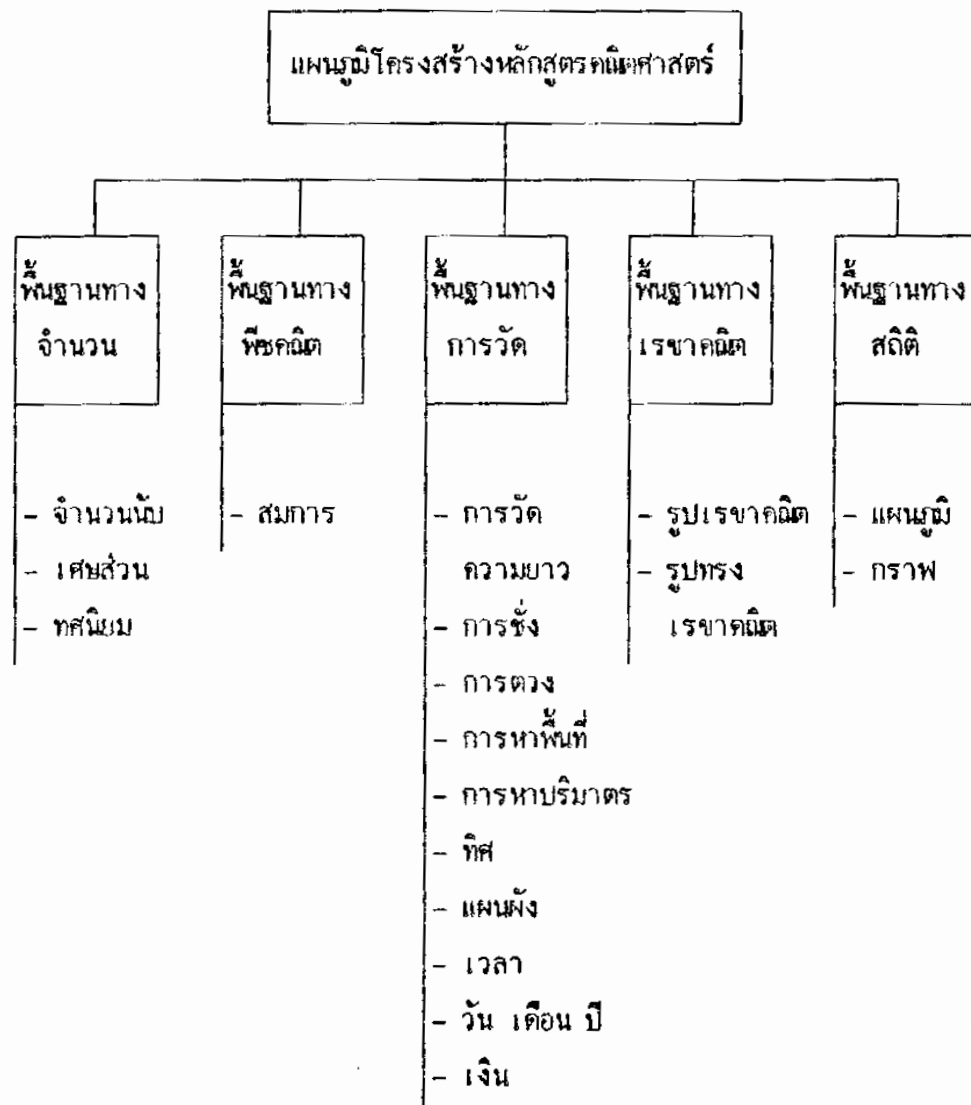 แผนภูมิโครงสร้างหลักสูตรคณิตศาสตร์
พื้นฐานทาง
จำนวน
- จำนวนนับ
- เศษส่วน
- ทศนิยม
พื้นฐานทาง
พีชคณิต
- สมการ
พื้นฐานทาง
การวัด
- การวัด
ความยาว
- การชั่ง
- การตวง
- การหาพื้นที่
- การหาปริมาตร
- ทิศ
- แผนผัง
- เวลา
- วัน เดือน ปี
- เงิน
พื้นฐานทาง
เรขาคณิต
- รูปเรขาคณิต
- รูปทรง
เรขาคณิต
พื้นฐานทาง
สถิติ
- แผนภูมิ
- กราฟ